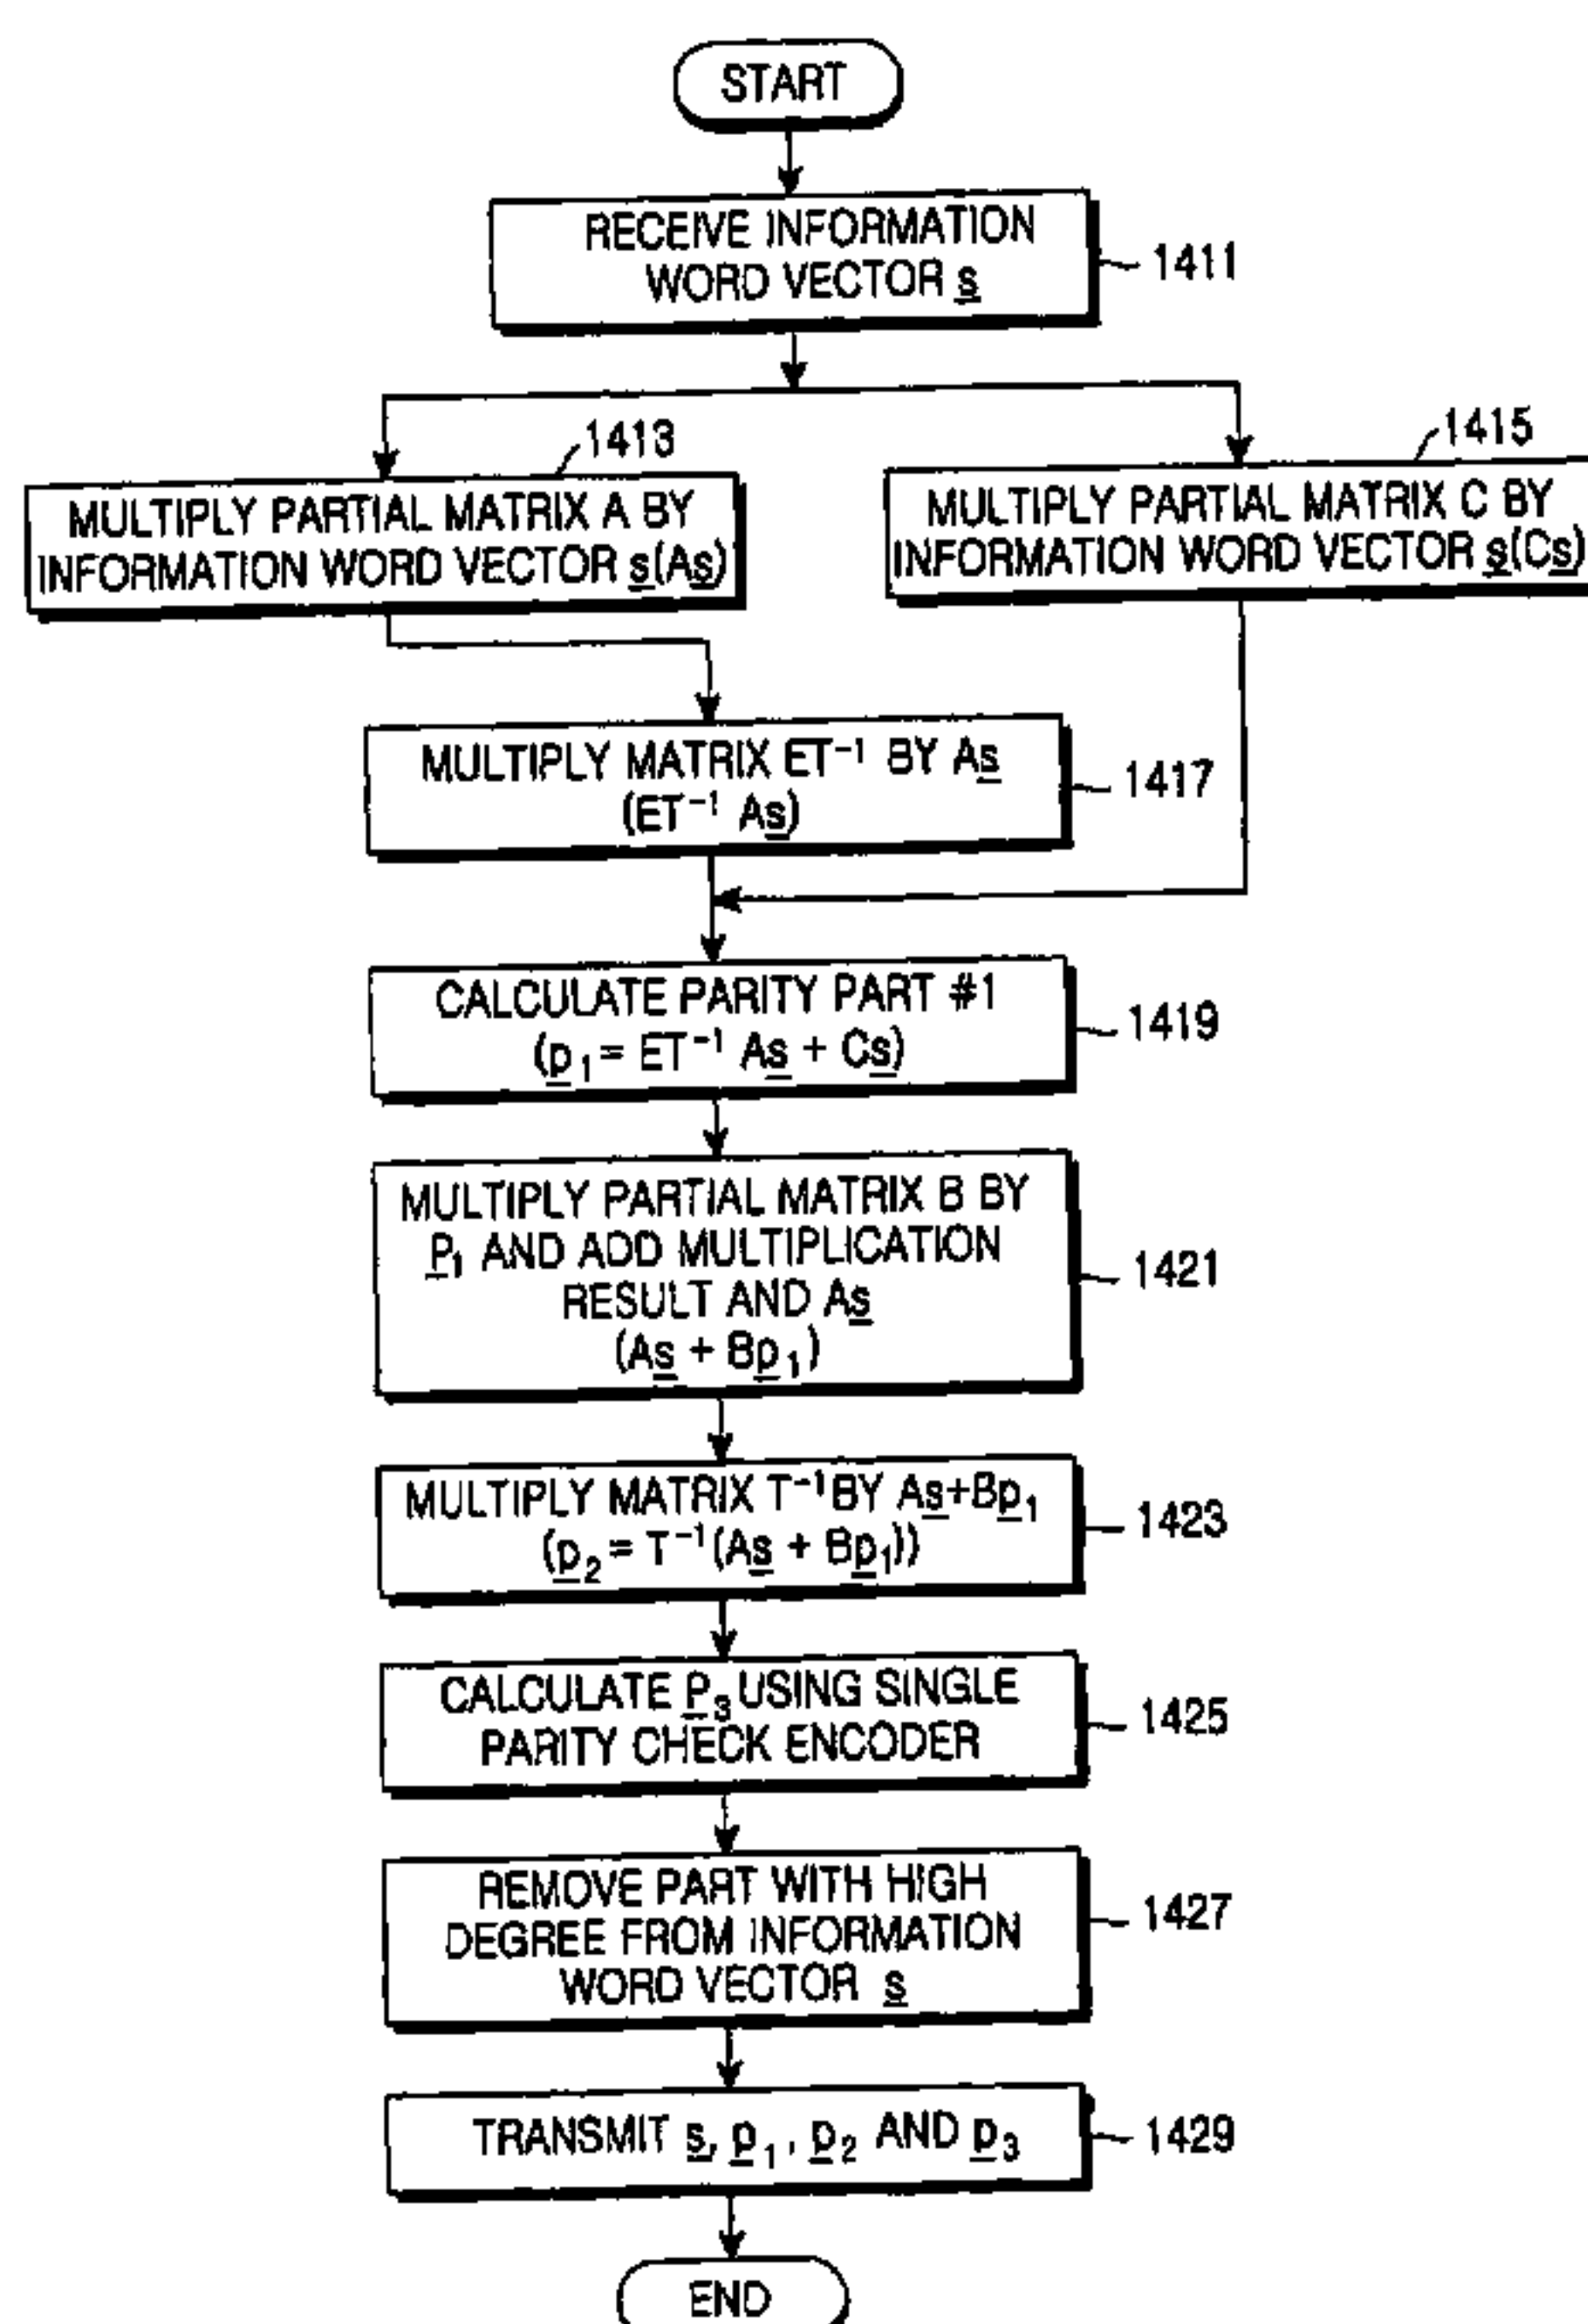 START
RECEIVE INFORMATION
WORD VECTOR s
1411
1413
MULTIPLY PARTIAL MATRIX A BY
INFORMATION WORD VECTOR s(As)
1415
MULTIPLY PARTIAL MATRIX C BY
INFORMATION WORD VECTOR s(Cs)
MULTIPLY MATRIX ET⁻¹ BY As
(ET⁻¹ As)
1417
CALCULATE PARITY PART #1
(p₁ = ET⁻¹ As + Cs)
1419
MULTIPLY PARTIAL MATRIX B BY
P₁ AND ADD MULTIPLICATION
RESULT AND As
(As + Bp₁)
1421
MULTIPLY MATRIX T⁻¹ BY As+Bp₁
(p₂ = T⁻¹(As + Bp₁))
1423
CALCULATE P₃ USING SINGLE
PARITY CHECK ENCODER
1425
REMOVE PART WITH HIGH
DEGREE FROM INFORMATION
WORD VECTOR s
1427
TRANSMIT s, p₁, p₂ AND p₃
1429
END